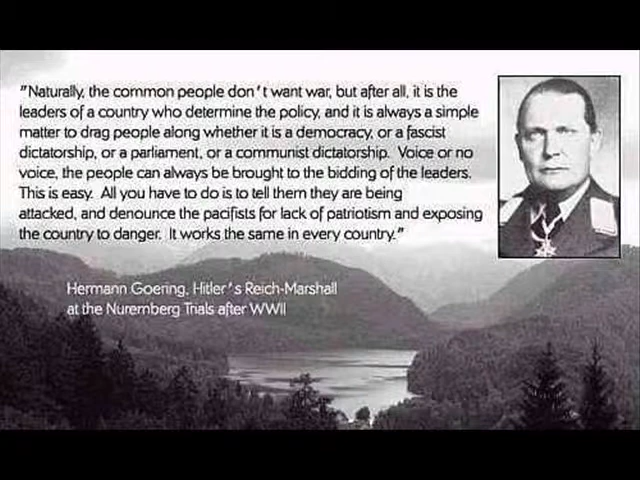 "Naturally, the common people don't want war, but after all, it is the
leaders of a country who determine the policy, and it is always a simple
matter to drag people along whether it is a democracy, or a fascist
dictatorship, or a parliament, or a communist dictatorship. Voice or no
voice, the people can always be brought to the bidding of the leaders.
This is easy. All you have to do is to tell them they are being
attacked, and denounce the pacifists for lack of patriotism and exposing
the country to danger. It works the same in every country."
Hermann Goering, Hitler's Reich-Marshall
at the Nuremberg Trials after WWII